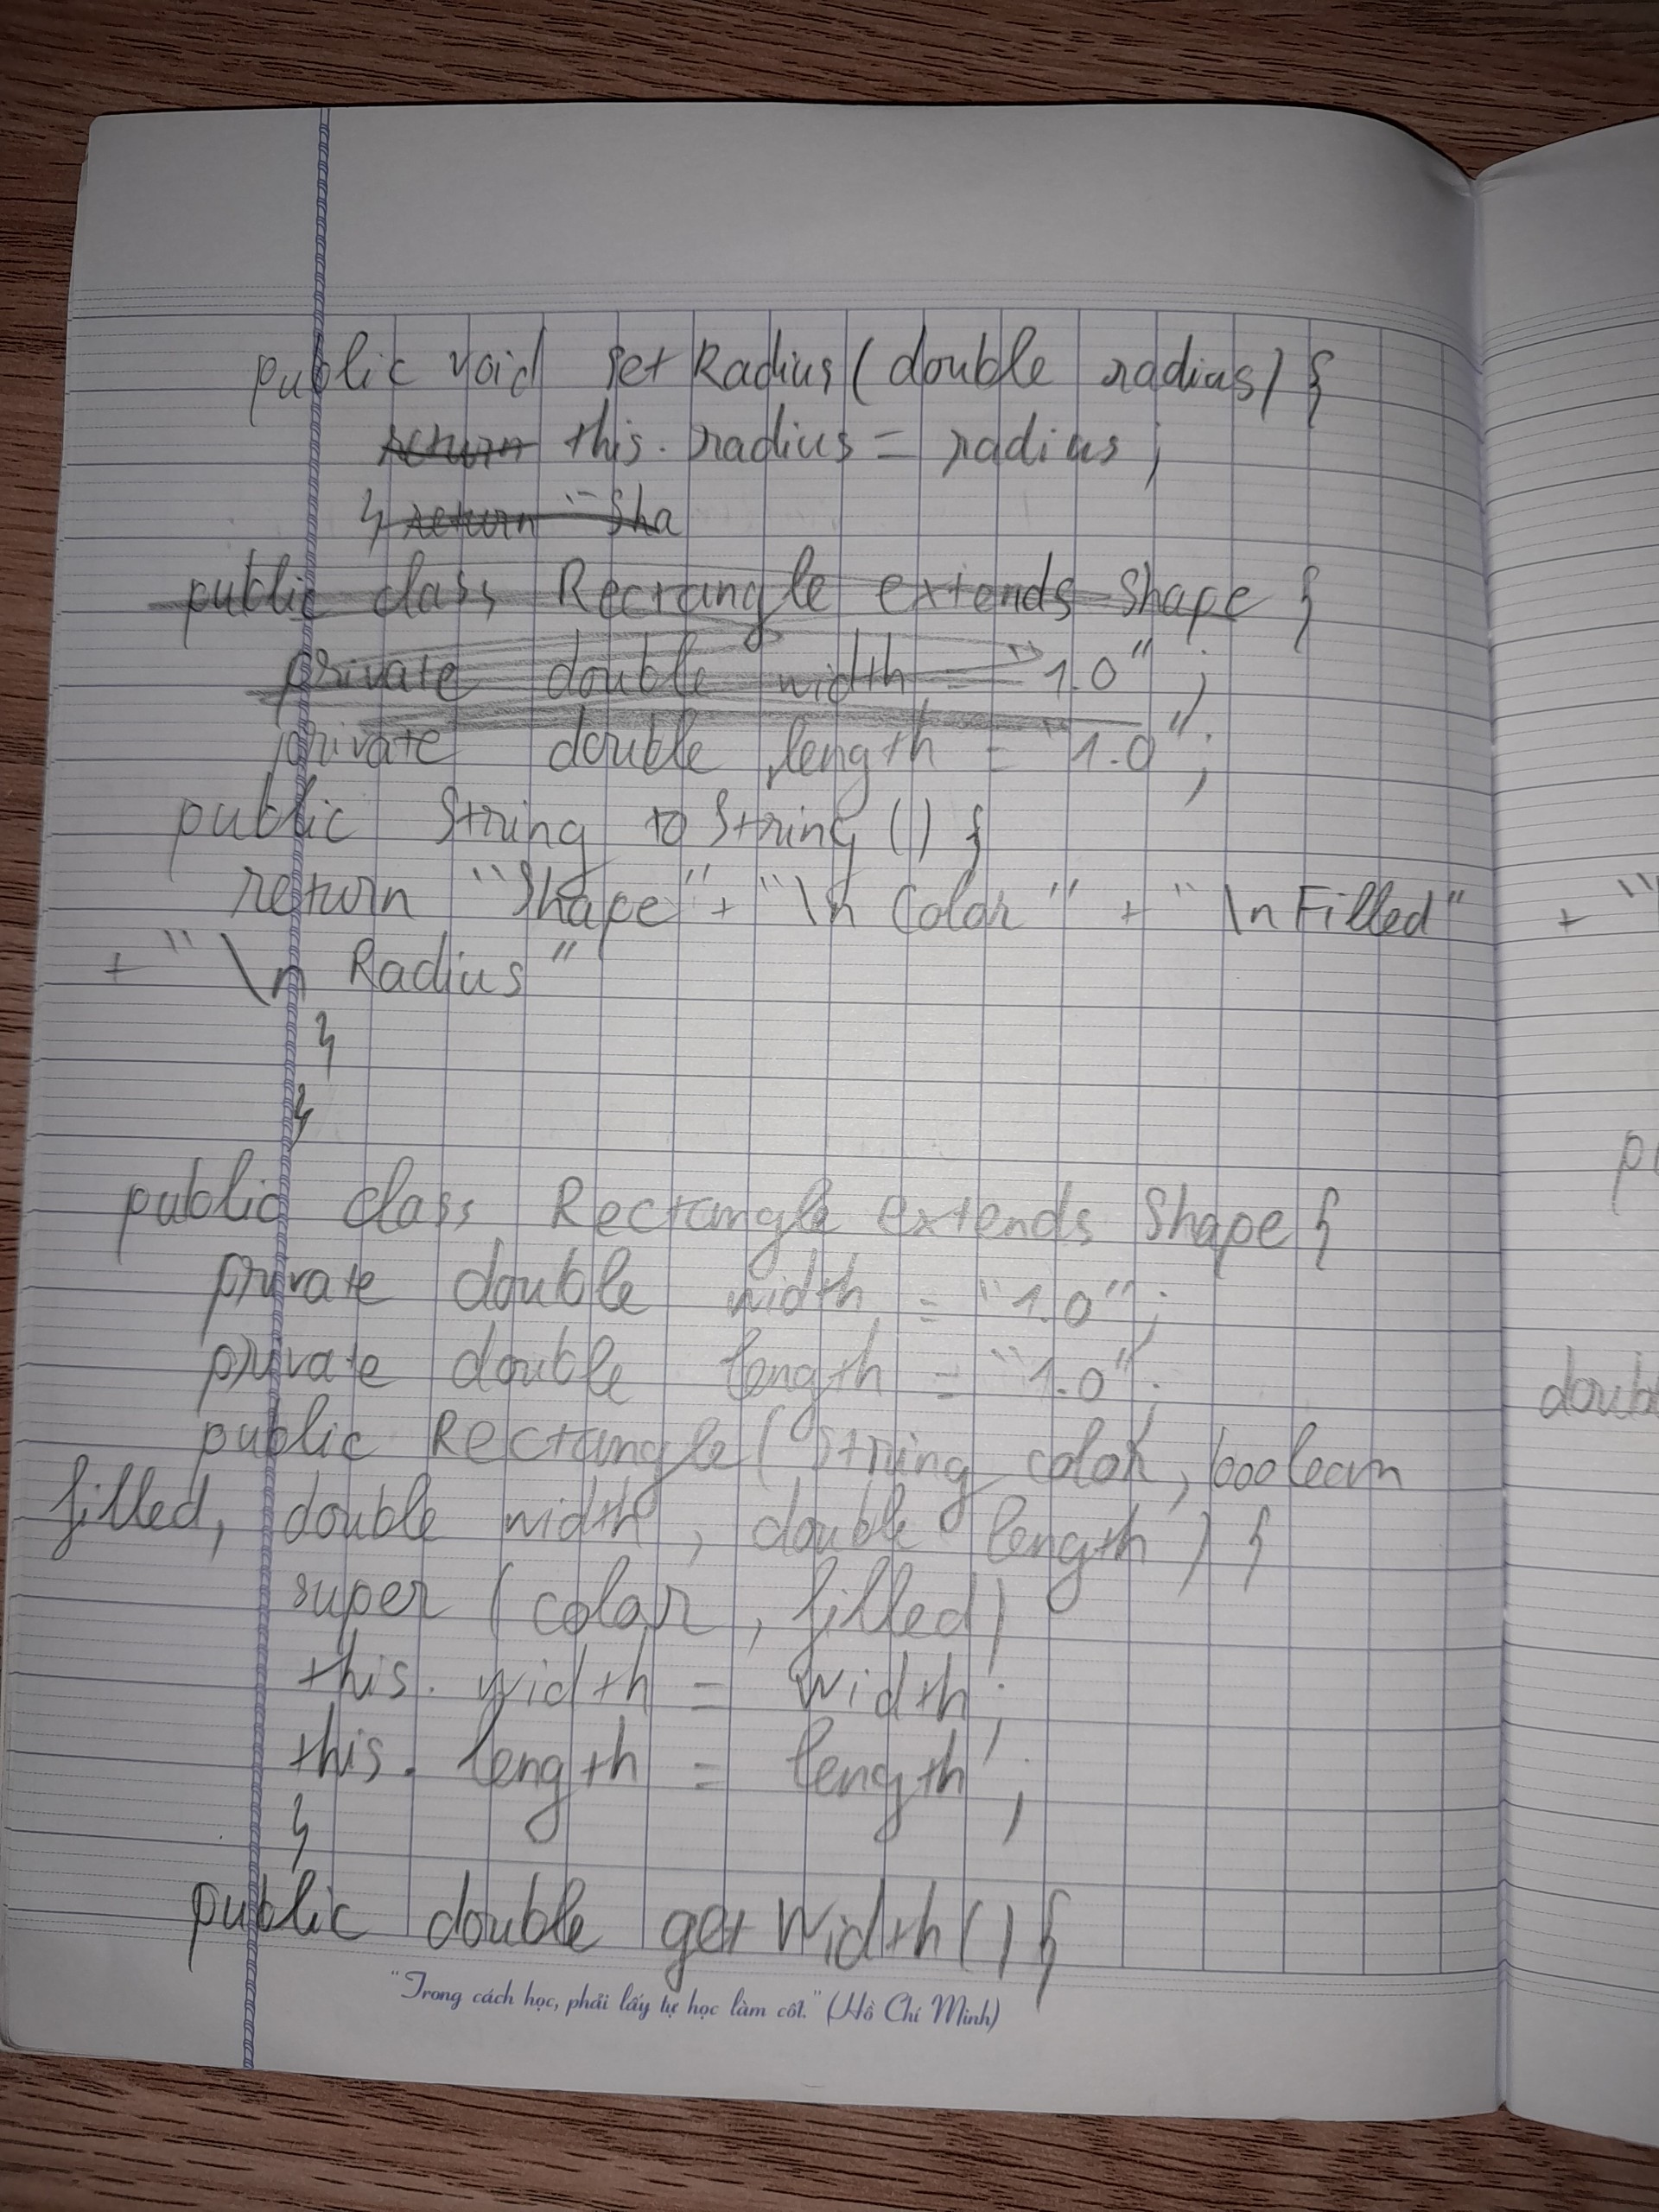 public void setRadius(double radius) {
return this.radius = radius;
} return "Sha
public class Rectangle extends Shape {
private double width = "1.0";
private double length = "1.0";
public String toString() {
return "Shape" + "\n Color" + "\n Filled" + "
+ "\n Radius"
}
}
public class Rectangle extends Shape {
private double width = "1.0";
private double length = "1.0";
public Rectangle(String color, boolean
filled, double width, double length) {
super(color, filled)
this.width = width;
this.length = length;
}
public double getWidth() {
"Trong cách học, phải lấy tự học làm cốt." (Hồ Chí Minh)